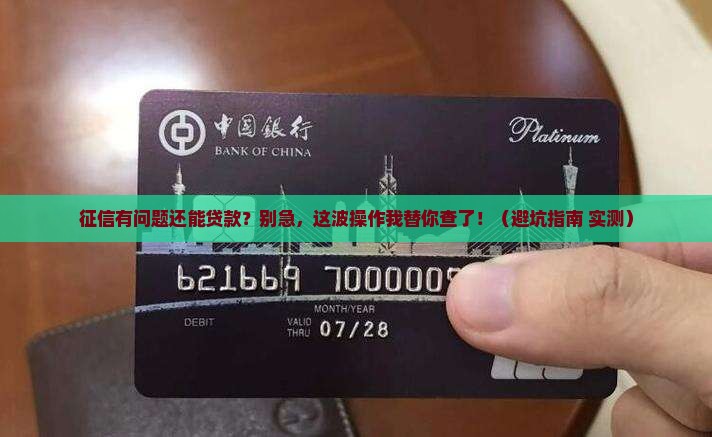 中国銀行
Platinum
BANK OF CHINA
征信有问题还能贷款？别急，这波操作我替你查了！（避坑指南 实测）
621669 7000000
MONTH/YEAR
DEBIT
VALID THRU 07/28